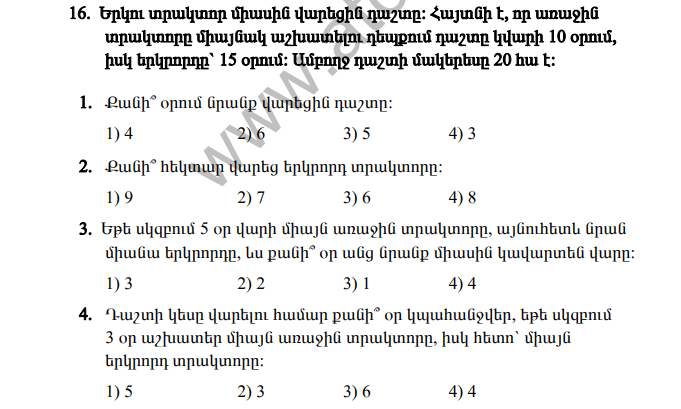 16. Երկու տրակտոր միասին վարեցին դաշտը: Հայտնի է, որ առաջին
տրակտորը միայնակ աշխատելու դեպքում դաշտը կվարի 10 օրում,
իսկ երկրորդը՝ 15 օրում: Ամբողջ դաշտի մակերեսը 20 հա է:
1. Քանի՞ օրում նրանք վարեցին դաշտը:
1) 4 2) 6 3) 5 4) 3
2. Քանի՞ հեկտար վարեց երկրորդ տրակտորը:
1) 9 2) 7 3) 6 4) 8
3. Եթե սկզբում 5 օր վարի միայն առաջին տրակտորը, այնուհետև նրան
միանա երկրորդը, ևս քանի՞ օր անց նրանք միասին կավարտեն վարը:
1) 3 2) 2 3) 1 4) 4
4. Դաշտի կեսը վարելու համար քանի՞ օր կպահանջվեր, եթե սկզբում
3 օր աշխատեր միայն առաջին տրակտորը, իսկ հետո՝ միայն
երկրորդ տրակտորը:
1) 5 2) 3 3) 6 4) 4
www.at